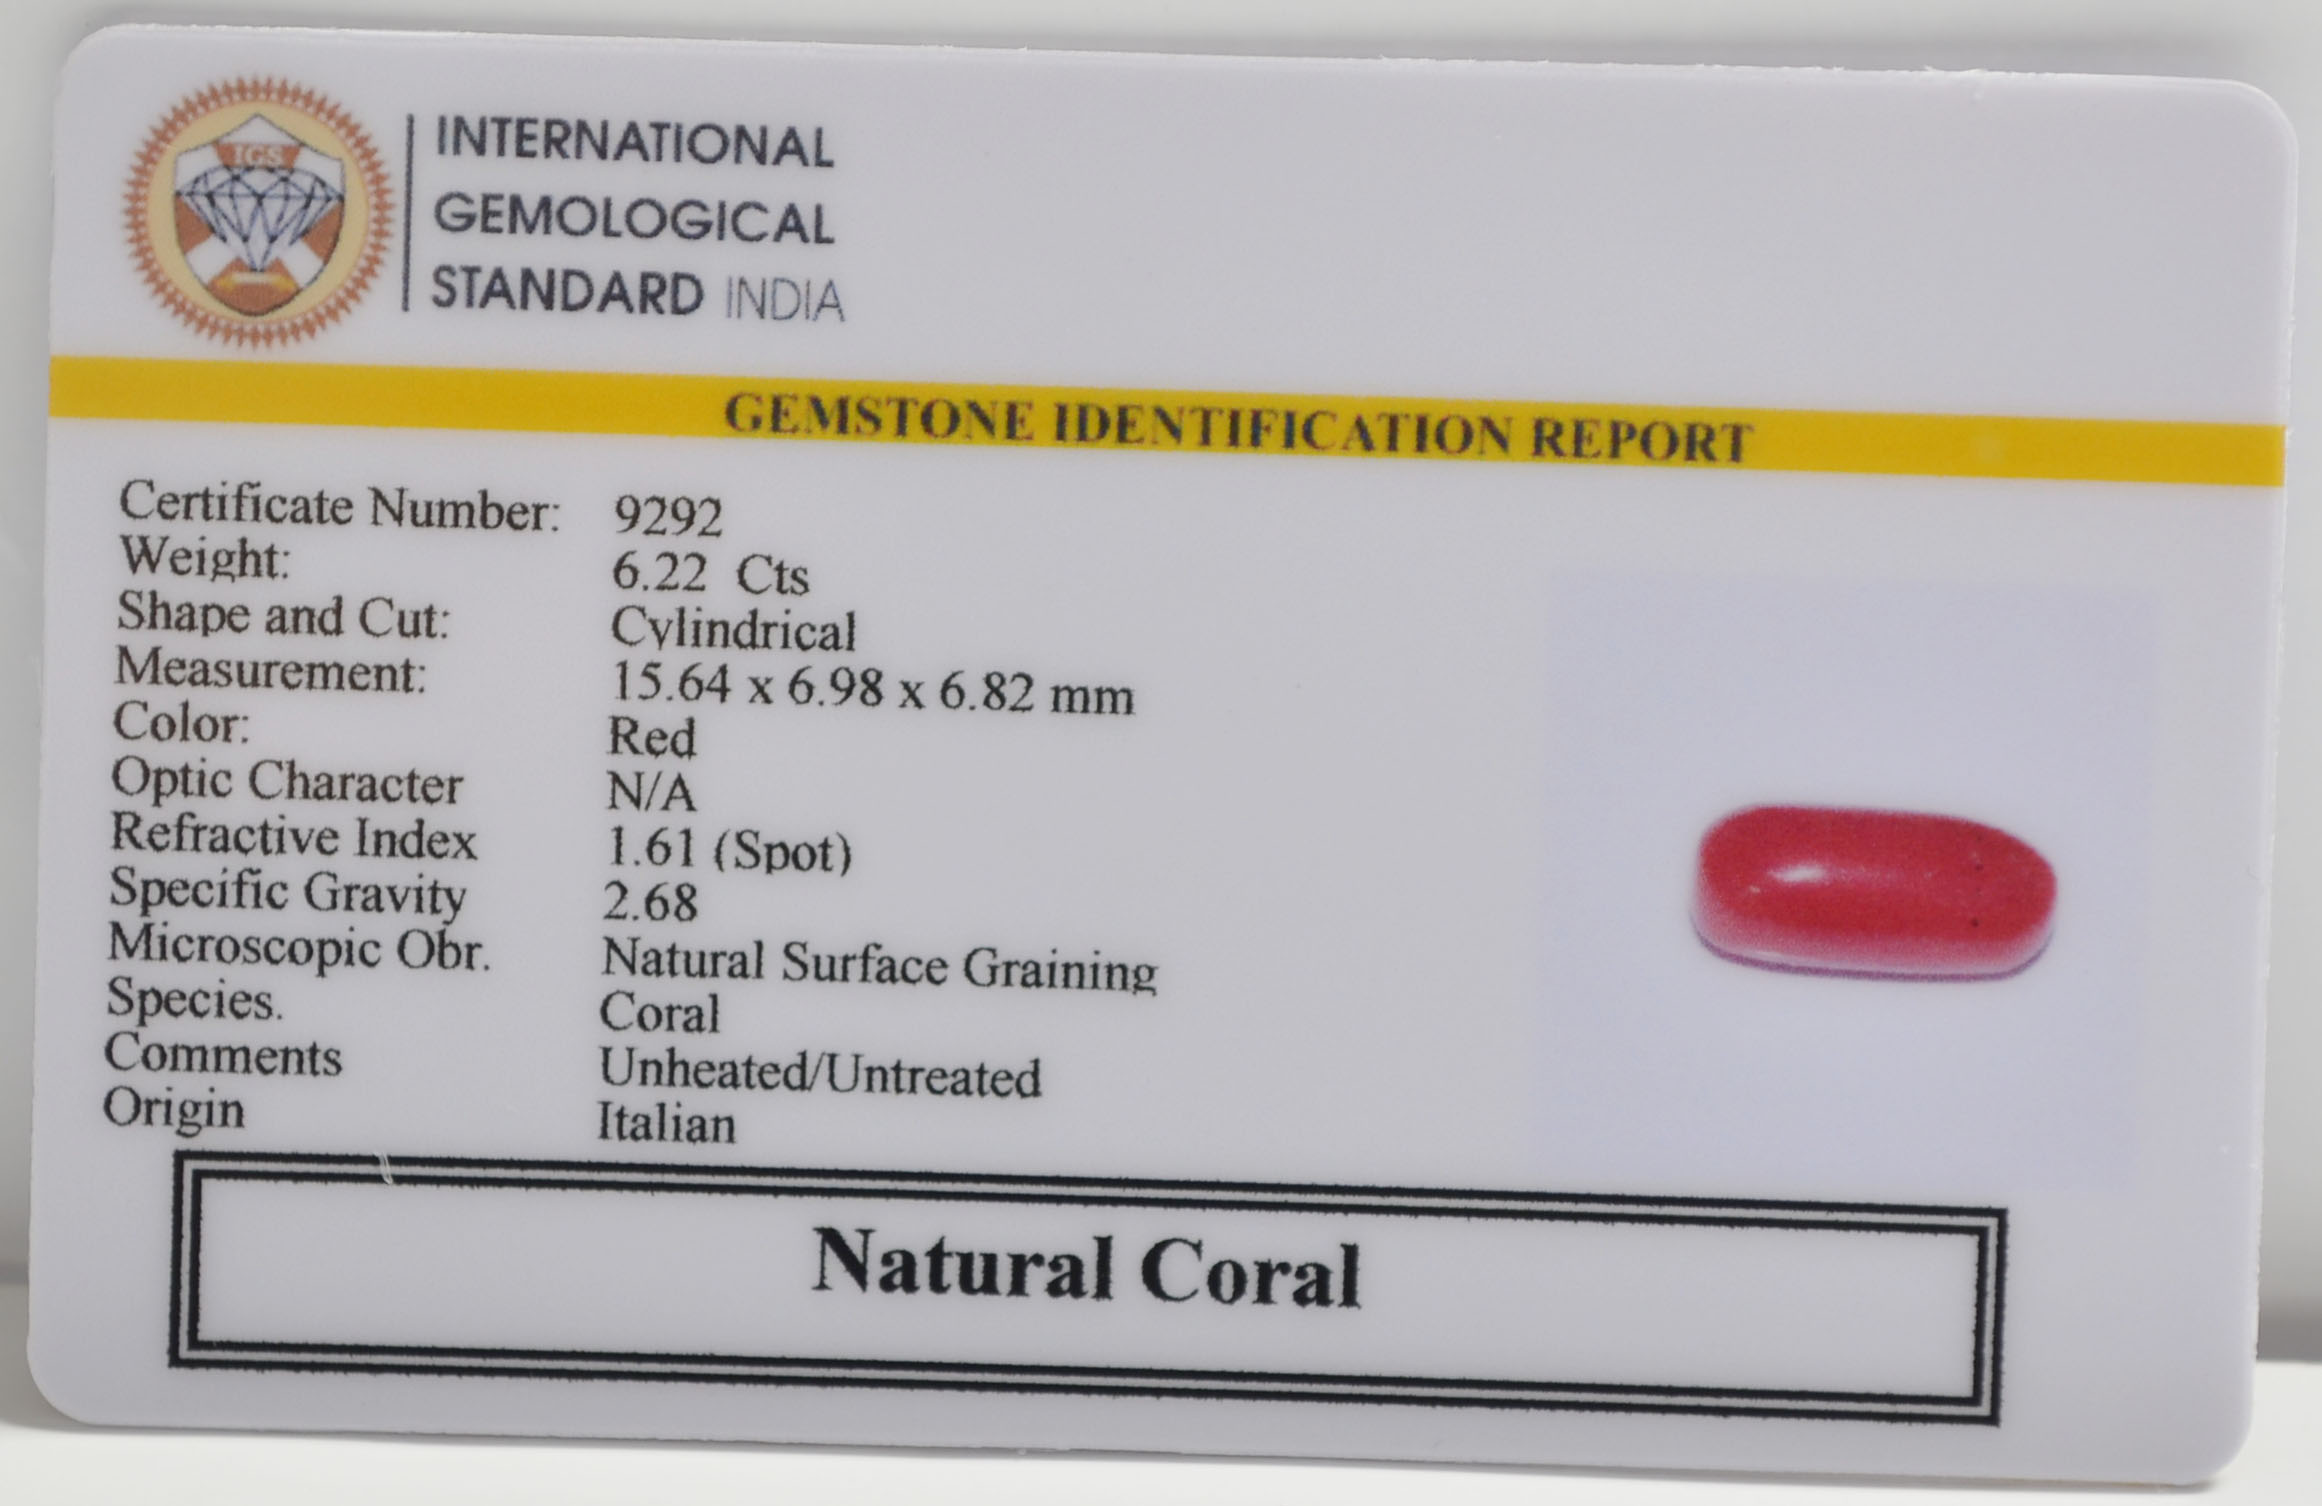 IGS
INTERNATIONAL
GEMOLOGICAL
STANDARD INDIA
GEMSTONE IDENTIFICATION REPORT
Certificate Number: 9292
Weight: 6.22 Cts
Shape and Cut: Cylindrical
Measurement: 15.64 x 6.98 x 6.82 mm
Color: Red
Optic Character N/A
Refractive Index 1.61 (Spot)
Specific Gravity 2.68
Microscopic Obr. Natural Surface Graining
Species. Coral
Comments Unheated/Untreated
Origin Italian
Natural Coral